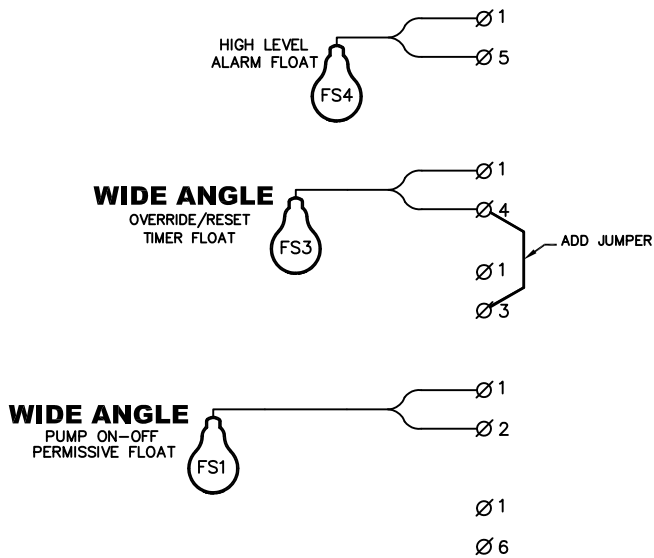 1
HIGH LEVEL
ALARM FLOAT
5
FS4
1
WIDE ANGLE
4
OVERRIDE/RESET
TIMER FLOAT
FS3
ADD JUMPER
1
3
1
WIDE ANGLE
2
PUMP ON-OFF
PERMISSIVE FLOAT
FS1
1
6